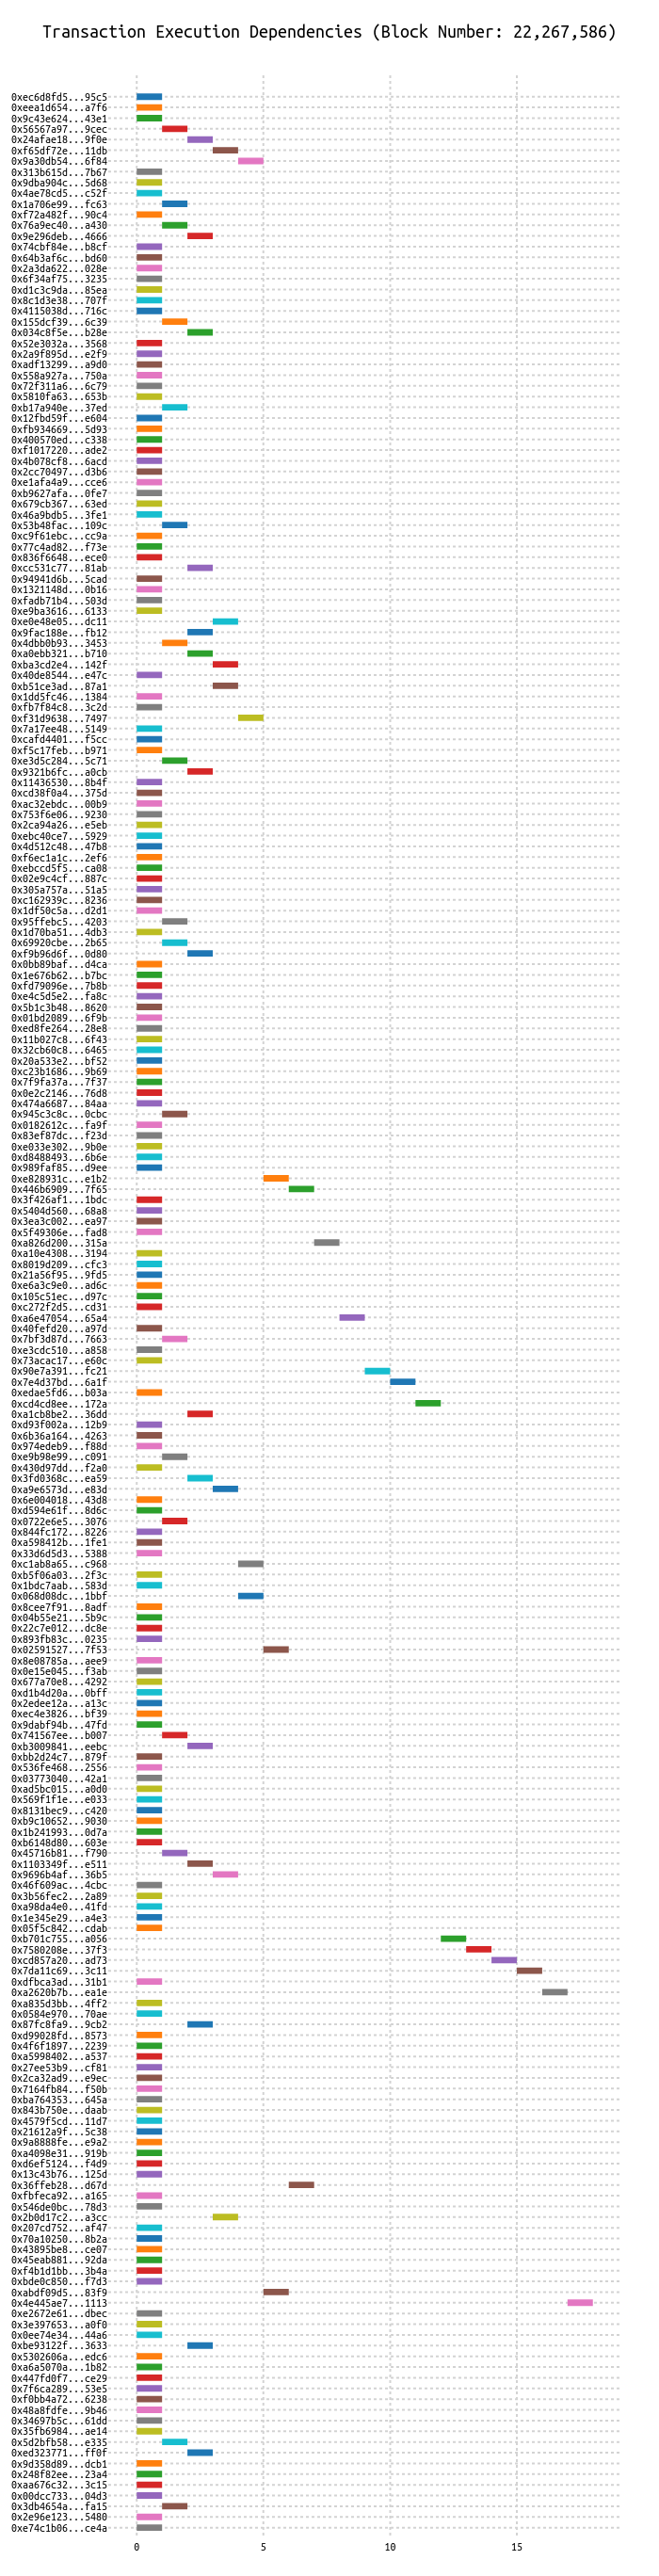 Transaction Execution Dependencies (Block Number: 22,267,586)
0xec6d8fd5...95c5
0xeea1d654...a7f6
0x9c43e624...43e1
0x56567a97...9cec
0x24afae18...9f0e
0xf65df72e...11db
0x9a30db54...6f84
0x313b615d...7b67
0x9dba904c...5d68
0x4ae78cd5...c52f
0x1a706e99...fc63
0xf72a482f...90c4
0x76a9ec40...a430
0x9e296deb...4666
0x74cbf84e...b8cf
0x64b3af6c...bd60
0x2a3da622...028e
0x6f34af75...3235
0xd1c3c9da...85ea
0x8c1d3e38...707f
0x4115038d...716c
0x155dcf39...6c39
0x034c8f5e...b28e
0x52e3032a...3568
0x2a9f895d...e2f9
0xadf13299...a9d0
0x558a927a...750a
0x72f311a6...6c79
0x5810fa63...653b
0xb17a940e...37ed
0x12fbd59f...e604
0xfb934669...5d93
0x400570ed...c338
0xf1017220...ade2
0x4b078cf8...6acd
0x2cc70497...d3b6
0xe1afa4a9...cce6
0xb9627afa...0fe7
0x679cb367...63ed
0x46a9bdb5...3fe1
0x53b48fac...109c
0xc9f61ebc...cc9a
0x77c4ad82...f73e
0x836f6648...ece0
0xcc531c77...81ab
0x94941d6b...5cad
0x1321148d...0b16
0xfadb71b4...503d
0xe9ba3616...6133
0xe0e48e05...dc11
0x9fac188e...fb12
0x4dbb0b93...3453
0xa0ebb321...b710
0xba3cd2e4...142f
0x40de8544...e47c
0xb51ce3ad...87a1
0x1dd5fc46...1384
0xfb7f84c8...3c2d
0xf31d9638...7497
0x7a17ee48...5149
0xcafd4401...f5cc
0xf5c17feb...b971
0xe3d5c284...5c71
0x9321b6fc...a0cb
0x11436530...8b4f
0xcd38f0a4...375d
0xac32ebdc...00b9
0x753f6e06...9230
0x2ca94a26...e5eb
0xebc40ce7...5929
0x4d512c48...47b8
0xf6ec1a1c...2ef6
0xebccd5f5...ca08
0x02e9c4cf...887c
0x305a757a...51a5
0xc162939c...8236
0x1df50c5a...d2d1
0x95ffebc5...4203
0x1d70ba51...4db3
0x69920cbe...2b65
0xf9b96d6f...0d80
0x0bb89baf...d4ca
0x1e676b62...b7bc
0xfd79096e...7b8b
0xe4c5d5e2...fa8c
0x5b1c3b48...8620
0x01bd2089...6f9b
0xed8fe264...28e8
0x11b027c8...6f43
0x32cb60c8...6465
0x20a533e2...bf52
0xc23b1686...9b69
0x7f9fa37a...7f37
0x0e2c2146...76d8
0x474a6687...84aa
0x945c3c8c...0cbc
0x0182612c...fa9f
0x83ef87dc...f23d
0xe033e302...9b0e
0xd8488493...6b6e
0x989faf85...d9ee
0xe828931c...e1b2
0x446b6909...7f65
0x3f426af1...1bdc
0x5404d560...68a8
0x3ea3c002...ea97
0x5f49306e...fad8
0xa826d200...315a
0xa10e4308...3194
0x8019d209...cfc3
0x21a56f95...9fd5
0xe6a3c9e0...ad6c
0x105c51ec...d97c
0xc272f2d5...cd31
0xa6e47054...65a4
0x40fefd20...a97d
0x7bf3d87d...7663
0xe3cdc510...a858
0x73acac17...e60c
0x90e7a391...fc21
0x7e4d37bd...6a1f
0xedae5fd6...b03a
0xcd4cd8ee...172a
0xa1cb8be2...36dd
0xd93f002a...12b9
0x6b36a164...4263
0x974edeb9...f88d
0xe9b98e99...c091
0x430d97dd...f2a0
0x3fd0368c...ea59
0xa9e6573d...e83d
0x6e004018...43d8
0xd594e61f...8d6c
0x0722e6e5...3076
0x844fc172...8226
0xa598412b...1fe1
0x33d6d5d3...5388
0xc1ab8a65...c968
0xb5f06a03...2f3c
0x1bdc7aab...583d
0x068d08dc...1bbf
0x8cee7f91...8adf
0x04b55e21...5b9c
0x22c7e012...dc8e
0x893fb83c...0235
0x02591527...7f53
0x8e08785a...aee9
0x0e15e045...f3ab
0x677a70e8...4292
0xd1b4d20a...0bff
0x2edee12a...a13c
0xec4e3826...bf39
0x9dabf94b...47fd
0x741567ee...b007
0xb3009841...eebc
0xbb2d24c7...879f
0x536fe468...2556
0x03773040...42a1
0xad5bc015...a0d0
0x569f1f1e...e033
0x8131bec9...c420
0xb9c10652...9030
0x1b241993...0d7a
0xb6148d80...603e
0x45716b81...f790
0x1103349f...e511
0x9696b4af...36b5
0x46f609ac...4cbc
0x3b56fec2...2a89
0xa98da4e0...41fd
0x1e345e29...a4e3
0x05f5c842...cdab
0xb701c755...a056
0x7580208e...37f3
0xcd857a20...ad73
0x7da11c69...3c11
0xdfbca3ad...31b1
0xa2620b7b...ea1e
0xa835d3bb...4ff2
0x0584e970...70ae
0x87fc8fa9...9cb2
0xd99028fd...8573
0x4f6f1897...2239
0xa5998402...a537
0x27ee53b9...cf81
0x2ca32ad9...e9ec
0x7164fb84...f50b
0xba764353...645a
0x843b750e...daab
0x4579f5cd...11d7
0x21612a9f...5c38
0x9a8888fe...e9a2
0xa4098e31...919b
0xd6ef5124...f4d9
0x13c43b76...125d
0x36ffeb28...d67d
0xfbfeca92...a165
0x546de0bc...78d3
0x2b0d17c2...a3cc
0x207cd752...af47
0x70a10250...8b2a
0x43895be8...ce07
0x45eab881...92da
0xf4b1d1bb...3b4a
0xbde0c850...f7d3
0xabdf09d5...83f9
0x4e445ae7...1113
0xe2672e61...dbec
0x3e397653...a0f0
0x0ee74e34...44a6
0xbe93122f...3633
0x5302606a...edc6
0xa6a5070a...1b82
0x447fd0f7...ce29
0x7f6ca289...53e5
0xf0bb4a72...6238
0x48a8fdfe...9b46
0x34697b5c...61dd
0x35fb6984...ae14
0x5d2bfb58...e335
0xed323771...ff0f
0x9d358d89...dcb1
0x248f82ee...23a4
0xaa676c32...3c15
0x00dcc733...04d3
0x3db4654a...fa15
0x2e96e123...5480
0xe74c1b06...ce4a
0 5 10 15